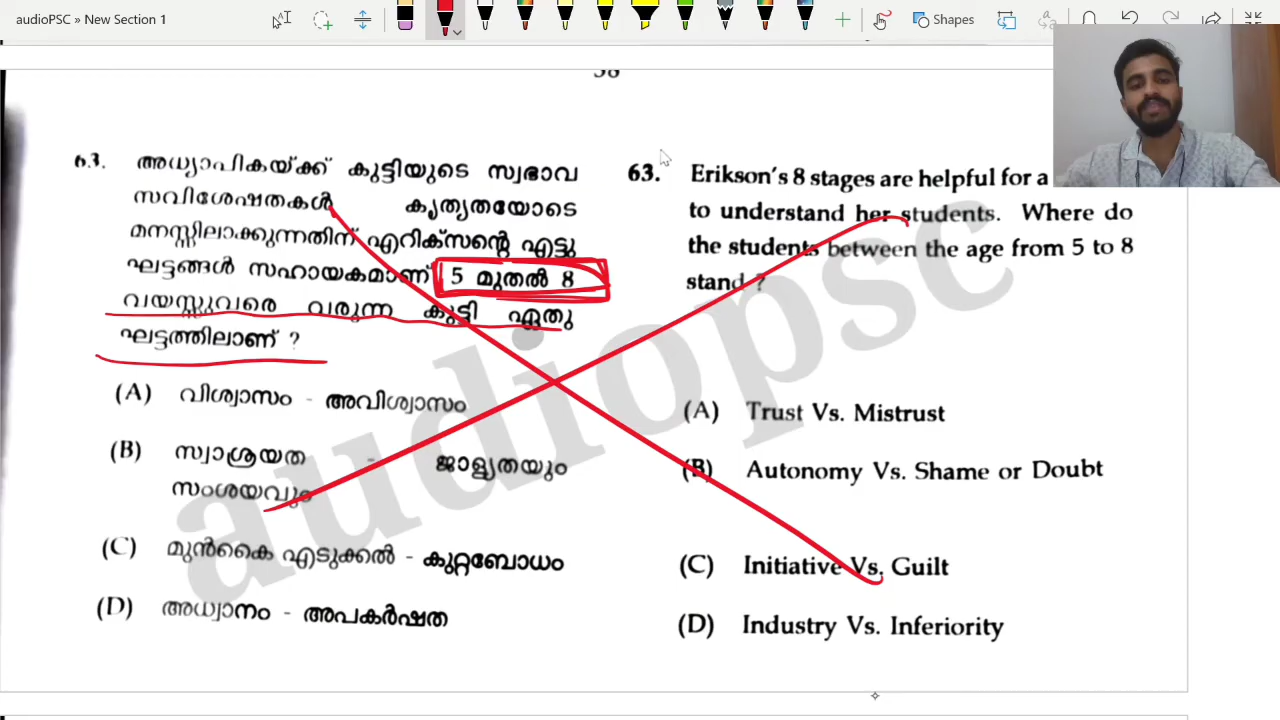 audioPSC » New Section 1
Shapes
63. അധ്യാപികയ്ക്ക് കുട്ടിയുടെ സ്വഭാവ
സവിശേഷതകൾ കൃത്യതയോടെ
മനസ്സിലാക്കുന്നതിന് എറിക്സന്റെ എട്ടു
ഘട്ടങ്ങൾ സഹായകമാണ് 5 മുതൽ 8
വയസ്സുവരെ വരുന്ന കുട്ടി ഏതു
ഘട്ടത്തിലാണ് ?
(A) വിശ്വാസം - അവിശ്വാസം
(B) സ്വാശ്രയത - ജാള്യതയും
സംശയവും
(C) മുൻകൈ എടുക്കൽ - കുറ്റബോധം
(D) അധ്വാനം - അപകർഷത
63. Erikson's 8 stages are helpful for a
to understand her students. Where do
the students between the age from 5 to 8
stand ?
(A) Trust Vs. Mistrust
(B) Autonomy Vs. Shame or Doubt
(C) Initiative Vs. Guilt
(D) Industry Vs. Inferiority
audiopsc